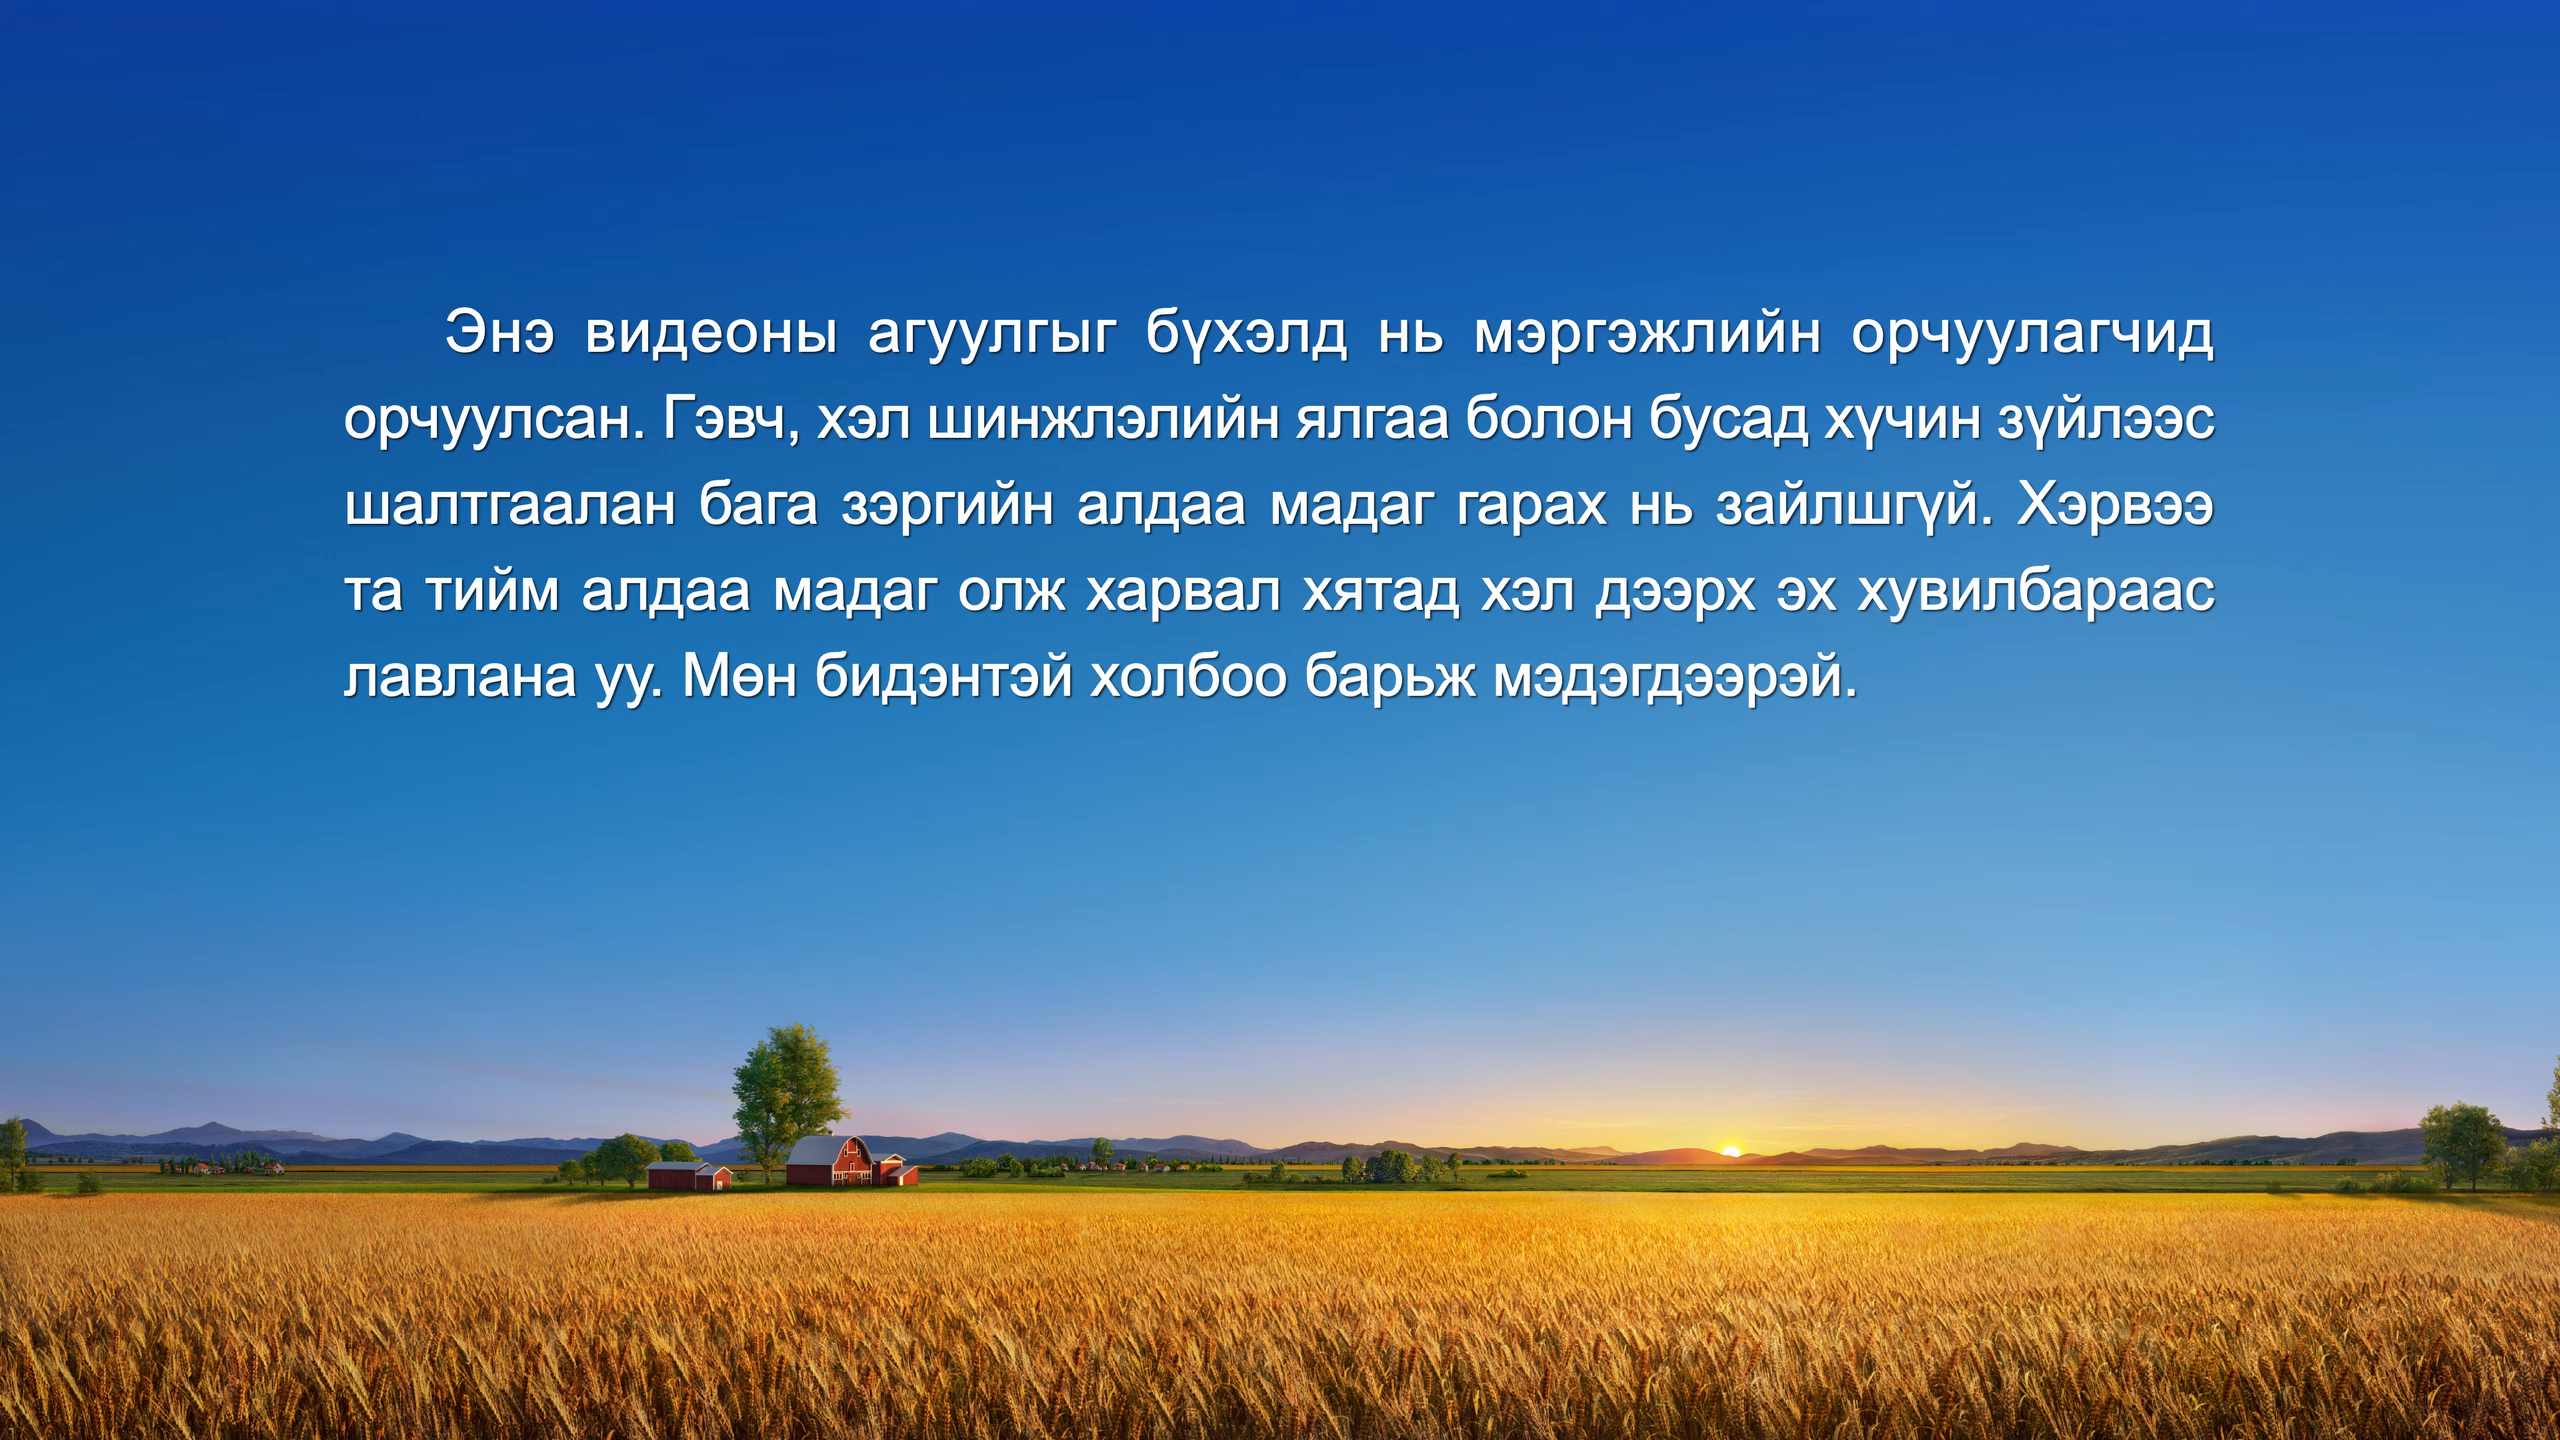 Энэ видеоны агуулгыг бүхэлд нь мэргэжлийн орчуулагчид
орчуулсан. Гэвч, хэл шинжлэлийн ялгаа болон бусад хүчин зүйлээс
шалтгаалан бага зэргийн алдаа мадаг гарах нь зайлшгүй. Хэрвээ
та тийм алдаа мадаг олж харвал хятад хэл дээрх эх хувилбараас
лавлана уу. Мөн бидэнтэй холбоо барьж мэдэгдээрэй.